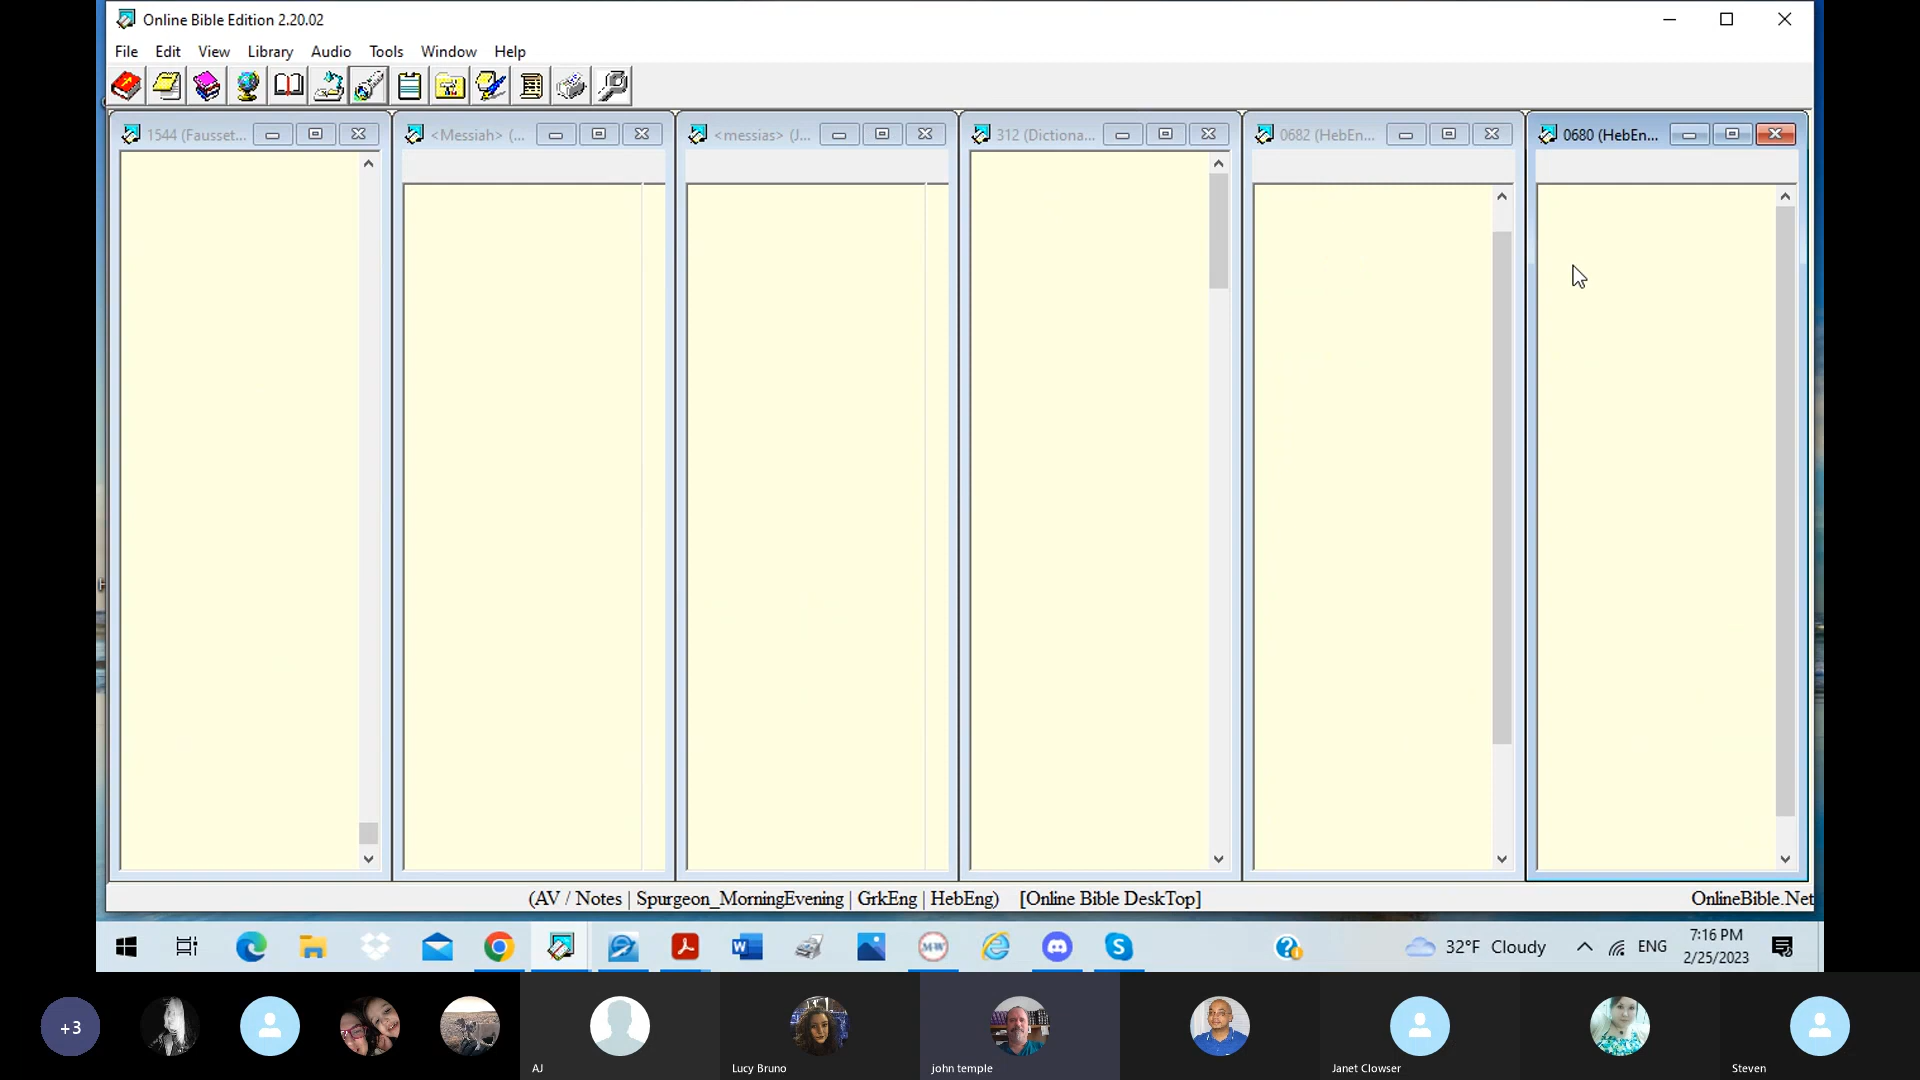 Online Bible Edition 2.20.02
File Edit View Library Audio Tools Window Help
1544 (Fausset...
<Messiah> (...
<messias> (J...
312 (Dictiona...
0682 (HebEn...
0680 (HebEn...
(AV / Notes | Spurgeon_MorningEvening | GrkEng | HebEng) [Online Bible DeskTop]
OnlineBible.Net
32°F Cloudy
ENG
7:16 PM
2/25/2023
+3
AJ
Lucy Bruno
john temple
Janet Clowser
Steven